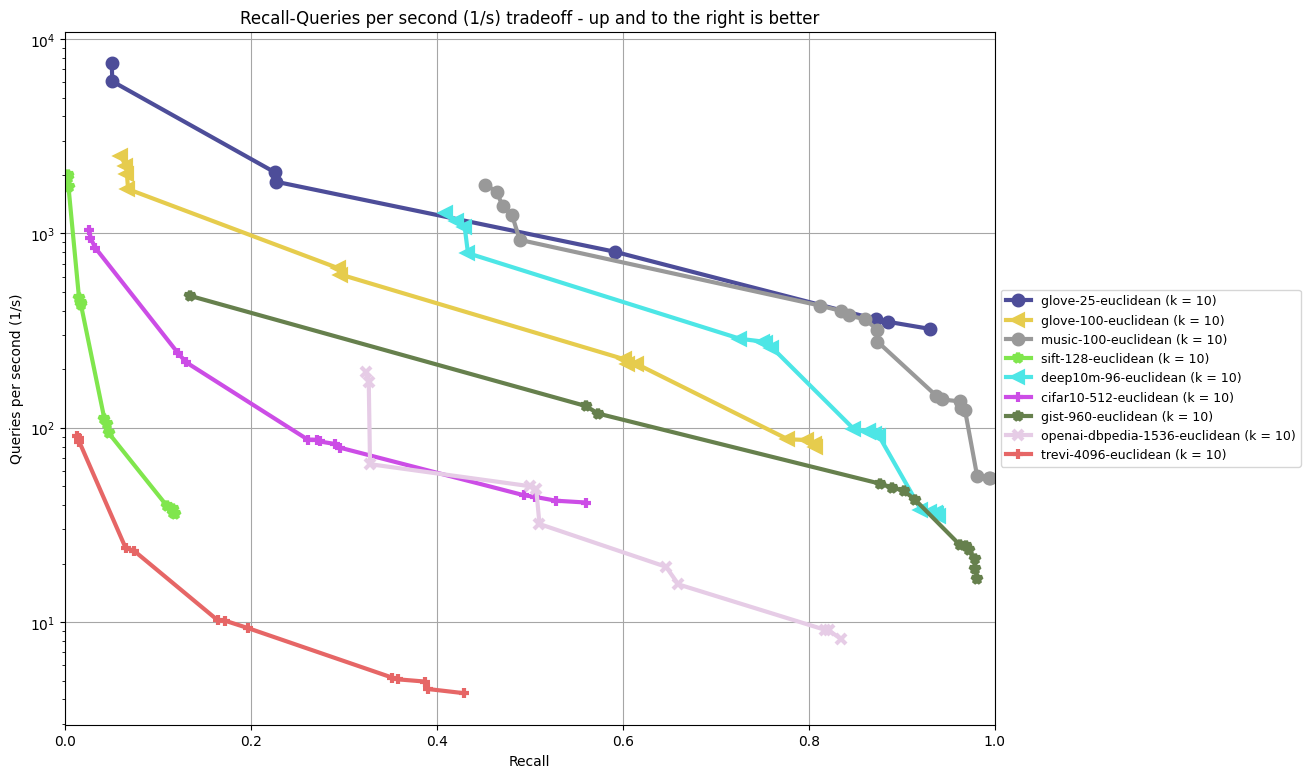 Recall-Queries per second (1/s) tradeoff - up and to the right is better
10⁴
10³
10²
10¹
Queries per second (1/s)
0.0 0.2 0.4 0.6 0.8 1.0
Recall
glove-25-euclidean (k = 10)
glove-100-euclidean (k = 10)
music-100-euclidean (k = 10)
sift-128-euclidean (k = 10)
deep10m-96-euclidean (k = 10)
cifar10-512-euclidean (k = 10)
gist-960-euclidean (k = 10)
openai-dbpedia-1536-euclidean (k = 10)
trevi-4096-euclidean (k = 10)